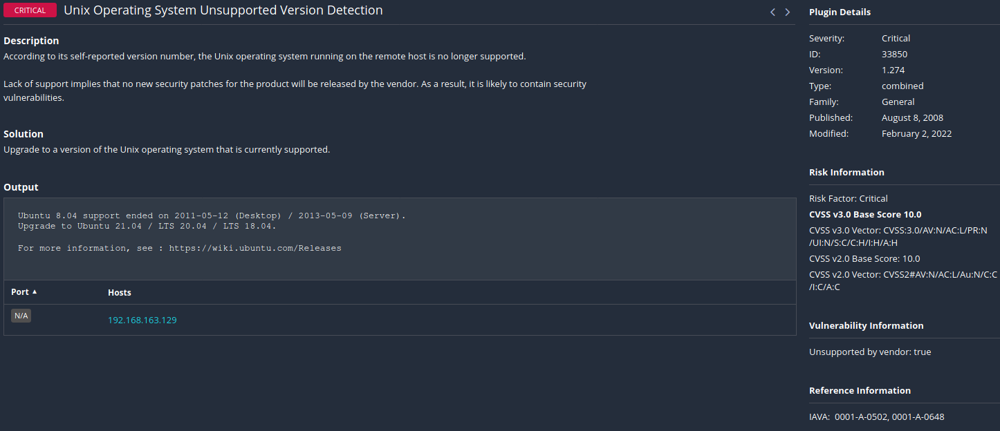 CRITICAL Unix Operating System Unsupported Version Detection
Description
According to its self-reported version number, the Unix operating system running on the remote host is no longer supported.
Lack of support implies that no new security patches for the product will be released by the vendor. As a result, it is likely to contain security
vulnerabilities.
Solution
Upgrade to a version of the Unix operating system that is currently supported.
Output
Ubuntu 8.04 support ended on 2011-05-12 (Desktop) / 2013-05-09 (Server).
Upgrade to Ubuntu 21.04 / LTS 20.04 / LTS 18.04.
For more information, see : https://wiki.ubuntu.com/Releases
Port ▲ Hosts
N/A 192.168.163.129
Plugin Details
Severity: Critical
ID: 33850
Version: 1.274
Type: combined
Family: General
Published: August 8, 2008
Modified: February 2, 2022
Risk Information
Risk Factor: Critical
CVSS v3.0 Base Score 10.0
CVSS v3.0 Vector: CVSS:3.0/AV:N/AC:L/PR:N
/UI:N/S:C/C:H/I:H/A:H
CVSS v2.0 Base Score: 10.0
CVSS v2.0 Vector: CVSS2#AV:N/AC:L/Au:N/C:C
/I:C/A:C
Vulnerability Information
Unsupported by vendor: true
Reference Information
IAVA: 0001-A-0502, 0001-A-0648